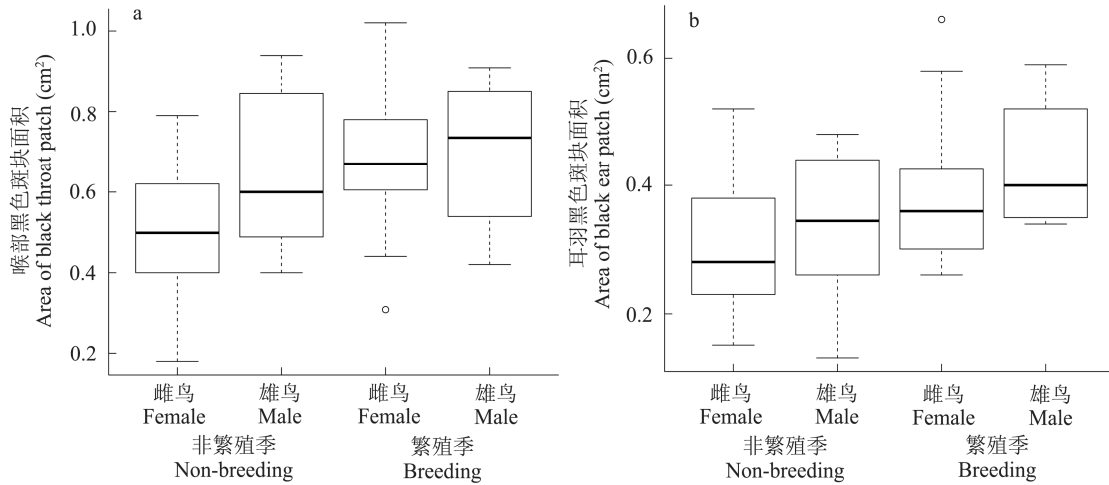 a
喉部黑色斑块面积
Area of black throat patch (cm²)
1.0
0.8
0.6
0.4
0.2
雌鸟 雄鸟 雌鸟 雄鸟
Female Male Female Male
非繁殖季 繁殖季
Non-breeding Breeding
b
耳羽黑色斑块面积
Area of black ear patch (cm²)
0.6
0.4
0.2
雌鸟 雄鸟 雌鸟 雄鸟
Female Male Female Male
非繁殖季 繁殖季
Non-breeding Breeding